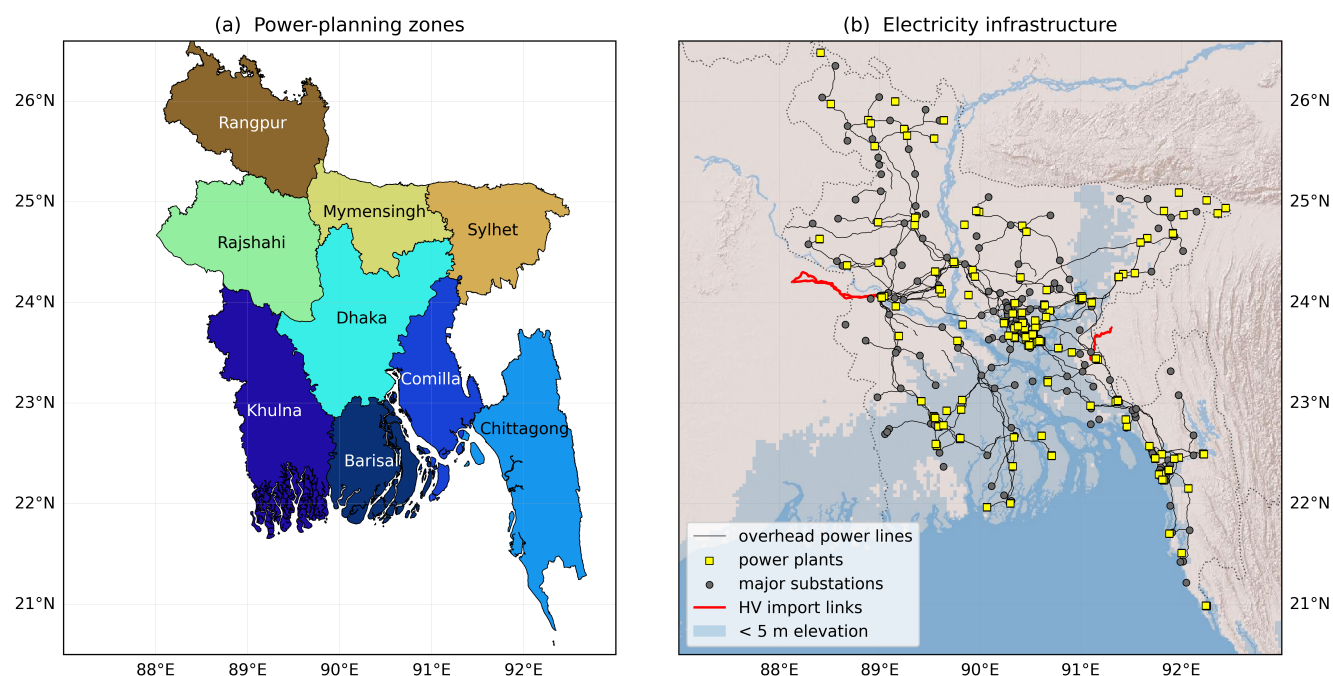 (a)  Power-planning zones
26°N
25°N
24°N
23°N
22°N
21°N
Rangpur
Mymensingh
Rajshahi
Sylhet
Dhaka
Comilla
Khulna
Chittagong
Barisal
88°E
89°E
90°E
91°E
92°E
(b)  Electricity infrastructure
26°N
25°N
24°N
23°N
22°N
21°N
overhead power lines
power plants
major substations
HV import links
< 5 m elevation
88°E
89°E
90°E
91°E
92°E